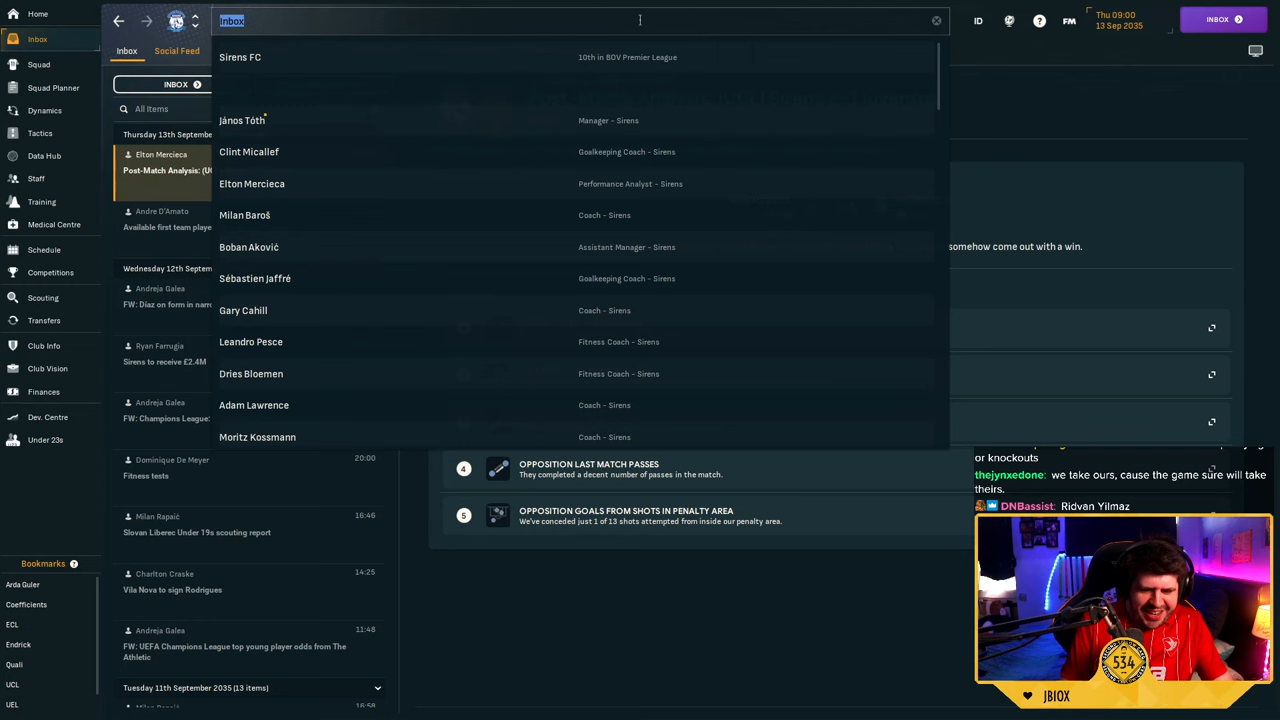 Home
Inbox
Squad
Squad Planner
Dynamics
Tactics
Data Hub
Staff
Training
Medical Centre
Schedule
Competitions
Scouting
Transfers
Club Info
Club Vision
Finances
Dev. Centre
Under 23s
Bookmarks ?
Arda Guler
Coefficients
ECL
Endrick
Quali
UCL
UEL
Inbox
Inbox Social Feed
INBOX
All Items
Thursday 13th Septembe
Elton Mercieca
Post-Match Analysis: (U
Andre D'Amato
Available first team playe
Wednesday 12th Septem
Andreja Galea
FW: Díaz on form in nar
Ryan Farrugia
Sirens to receive £2.4M
Andreja Galea
FW: Champions League:
Dominique De Meyer 20:00
Fitness tests
Milan Rapaić 16:46
Slovan Liberec Under 19s scouting report
Charlton Craske 14:25
Vila Nova to sign Rodrigues
Andreja Galea 11:48
FW: UEFA Champions League top young player odds from The
Athletic
Tuesday 11th September 2035 (13 items)
Milan Rapaić 16:58
Sirens FC 10th in BOV Premier League
János Tóth Manager - Sirens
Clint Micallef Goalkeeping Coach - Sirens
Elton Mercieca Performance Analyst - Sirens
Milan Baroš Coach - Sirens
Boban Aković Assistant Manager - Sirens
Sébastien Jaffré Goalkeeping Coach - Sirens
Gary Cahill Coach - Sirens
Leandro Pesce Fitness Coach - Sirens
Dries Bloemen Fitness Coach - Sirens
Adam Lawrence Coach - Sirens
Moritz Kossmann Coach - Sirens
somehow come out with a win.
4 OPPOSITION LAST MATCH PASSES
They completed a decent number of passes in the match.
5 OPPOSITION GOALS FROM SHOTS IN PENALTY AREA
We've conceded just 1 of 13 shots attempted from inside our penalty area.
ID ? FM
Thu 09:00
13 Sep 2035
INBOX
or knockouts
thejynxedone: we take ours, cause the game sure will take
theirs.
DNBassist: Ridvan Yilmaz
534
JBIOX